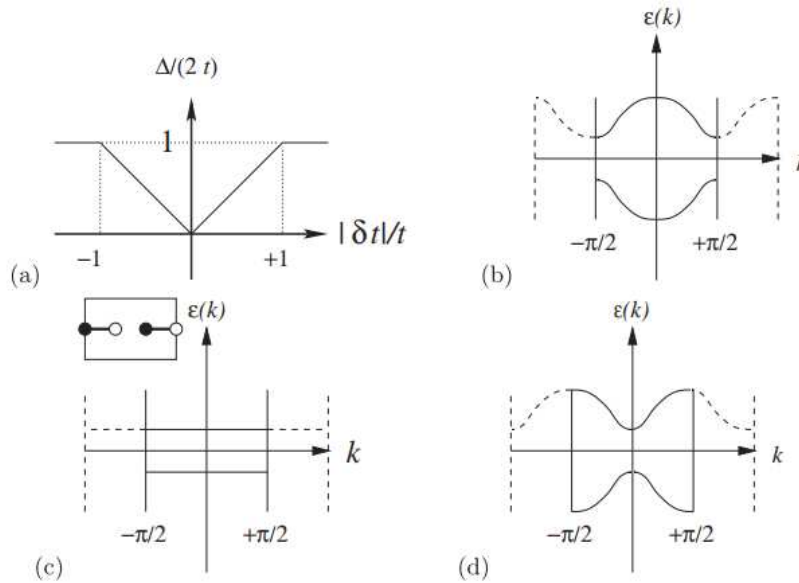 Δ/(2 t)
1
−1
+1
|δt|/t
(a)
ε(k)
−π/2
+π/2
(b)
ε(k)
k
−π/2
+π/2
(c)
ε(k)
k
−π/2
+π/2
(d)